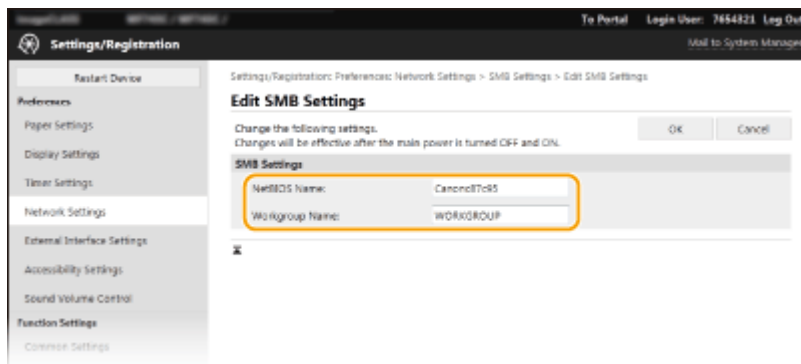 To Portal Login User: 7654321 Log Out
Settings/Registration
Mail to System Manager
Restart Device
Settings/Registration: Preferences: Network Settings > SMB Settings > Edit SMB Settings
Preferences
Edit SMB Settings
Paper Settings
Change the following settings.
Changes will be effective after the main power is turned OFF and ON.
OK
Cancel
Display Settings
SMB Settings
Timer Settings
NetBIOS Name:
Network Settings
Workgroup Name: WORKGROUP
External Interface Settings
Accessibility Settings
Sound Volume Control
Function Settings
Common Settings